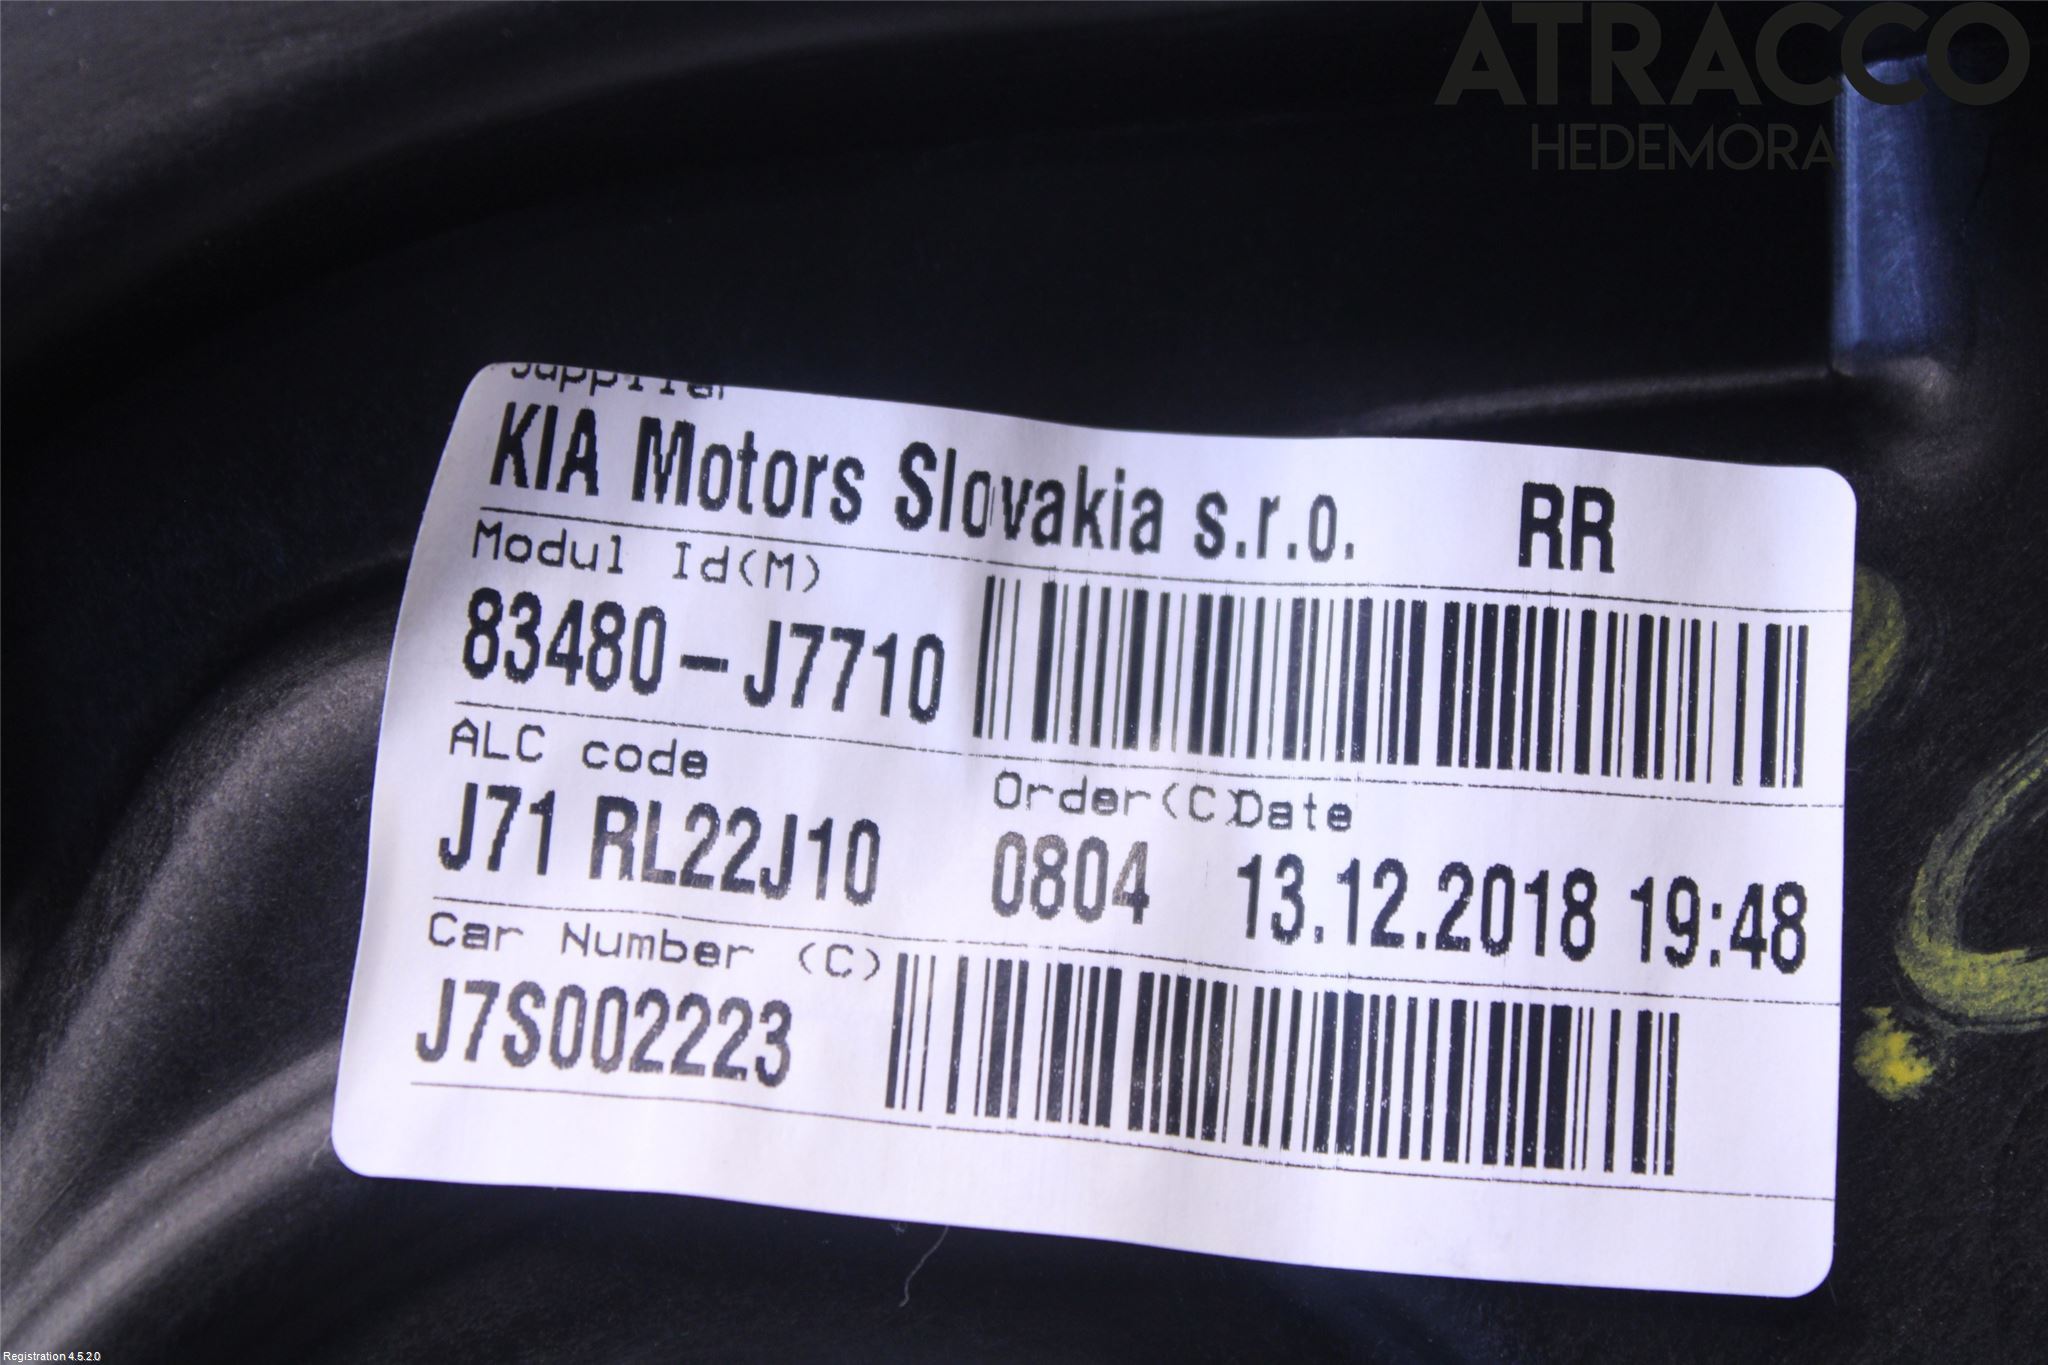 ATRACCO
HEDEMORA
Supplier
KIA Motors Slovakia s.r.o. RR
Modul Id(M)
83480-J7710
ALC code Order(C)Date
J71 RL22J10 0804 13.12.2018 19:48
Car Number (C)
J7S002223
Registration 4.5.2.0